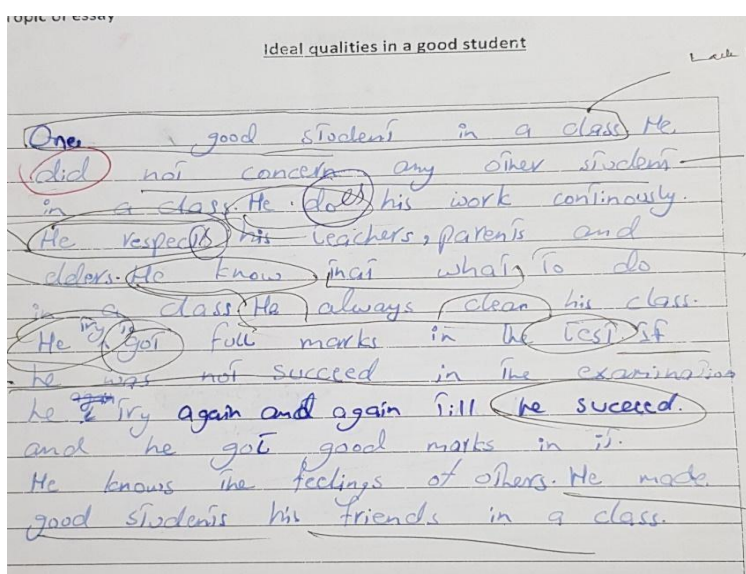 Topic of essay
Ideal qualities in a good student
One good student in a class. He
did not concern any other student
in a class. He does his work continously.
He respects his teachers, parents and
elders. He know that what to do
in a class. He always clean his class.
He try to got full marks in the test if
he was not succeed in the examination
he try again and again till he suceed.
and he got good marks in it.
He knows the feelings of others. He made
good students his friends in a class.